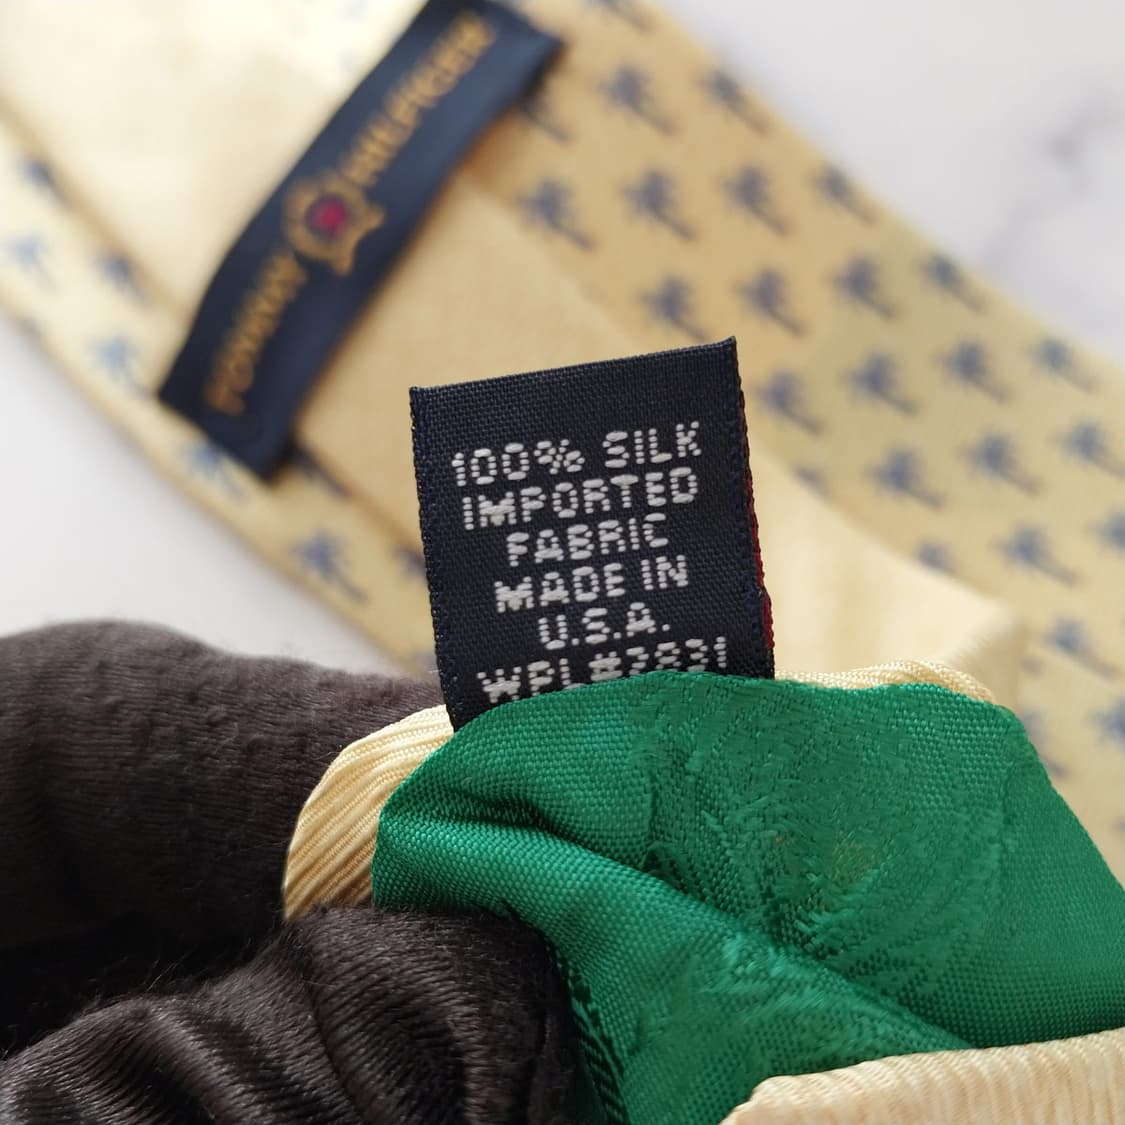 TOMMY HILFIGER
100% SILK
IMPORTED
FABRIC
MADE IN
U.S.A.